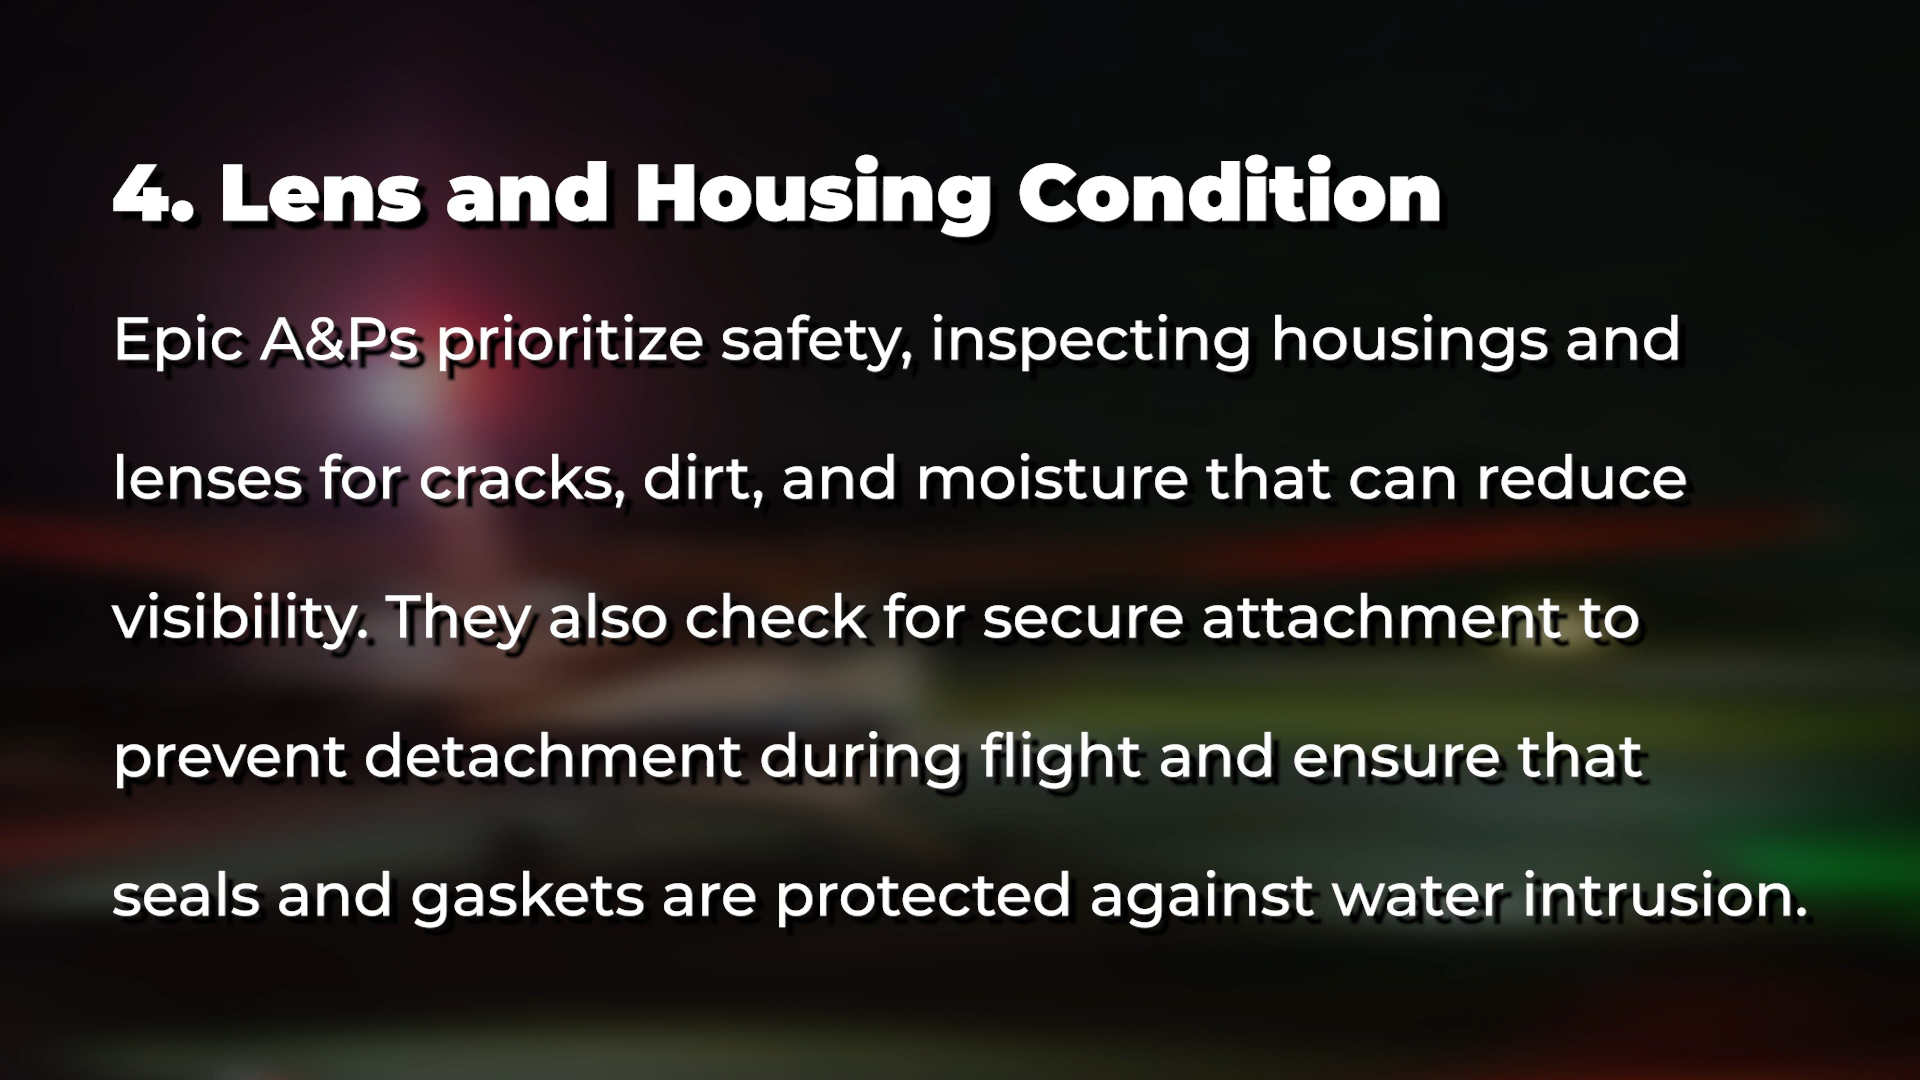 4. Lens and Housing Condition
Epic A&Ps prioritize safety, inspecting housings and
lenses for cracks, dirt, and moisture that can reduce
visibility. They also check for secure attachment to
prevent detachment during flight and ensure that
seals and gaskets are protected against water intrusion.